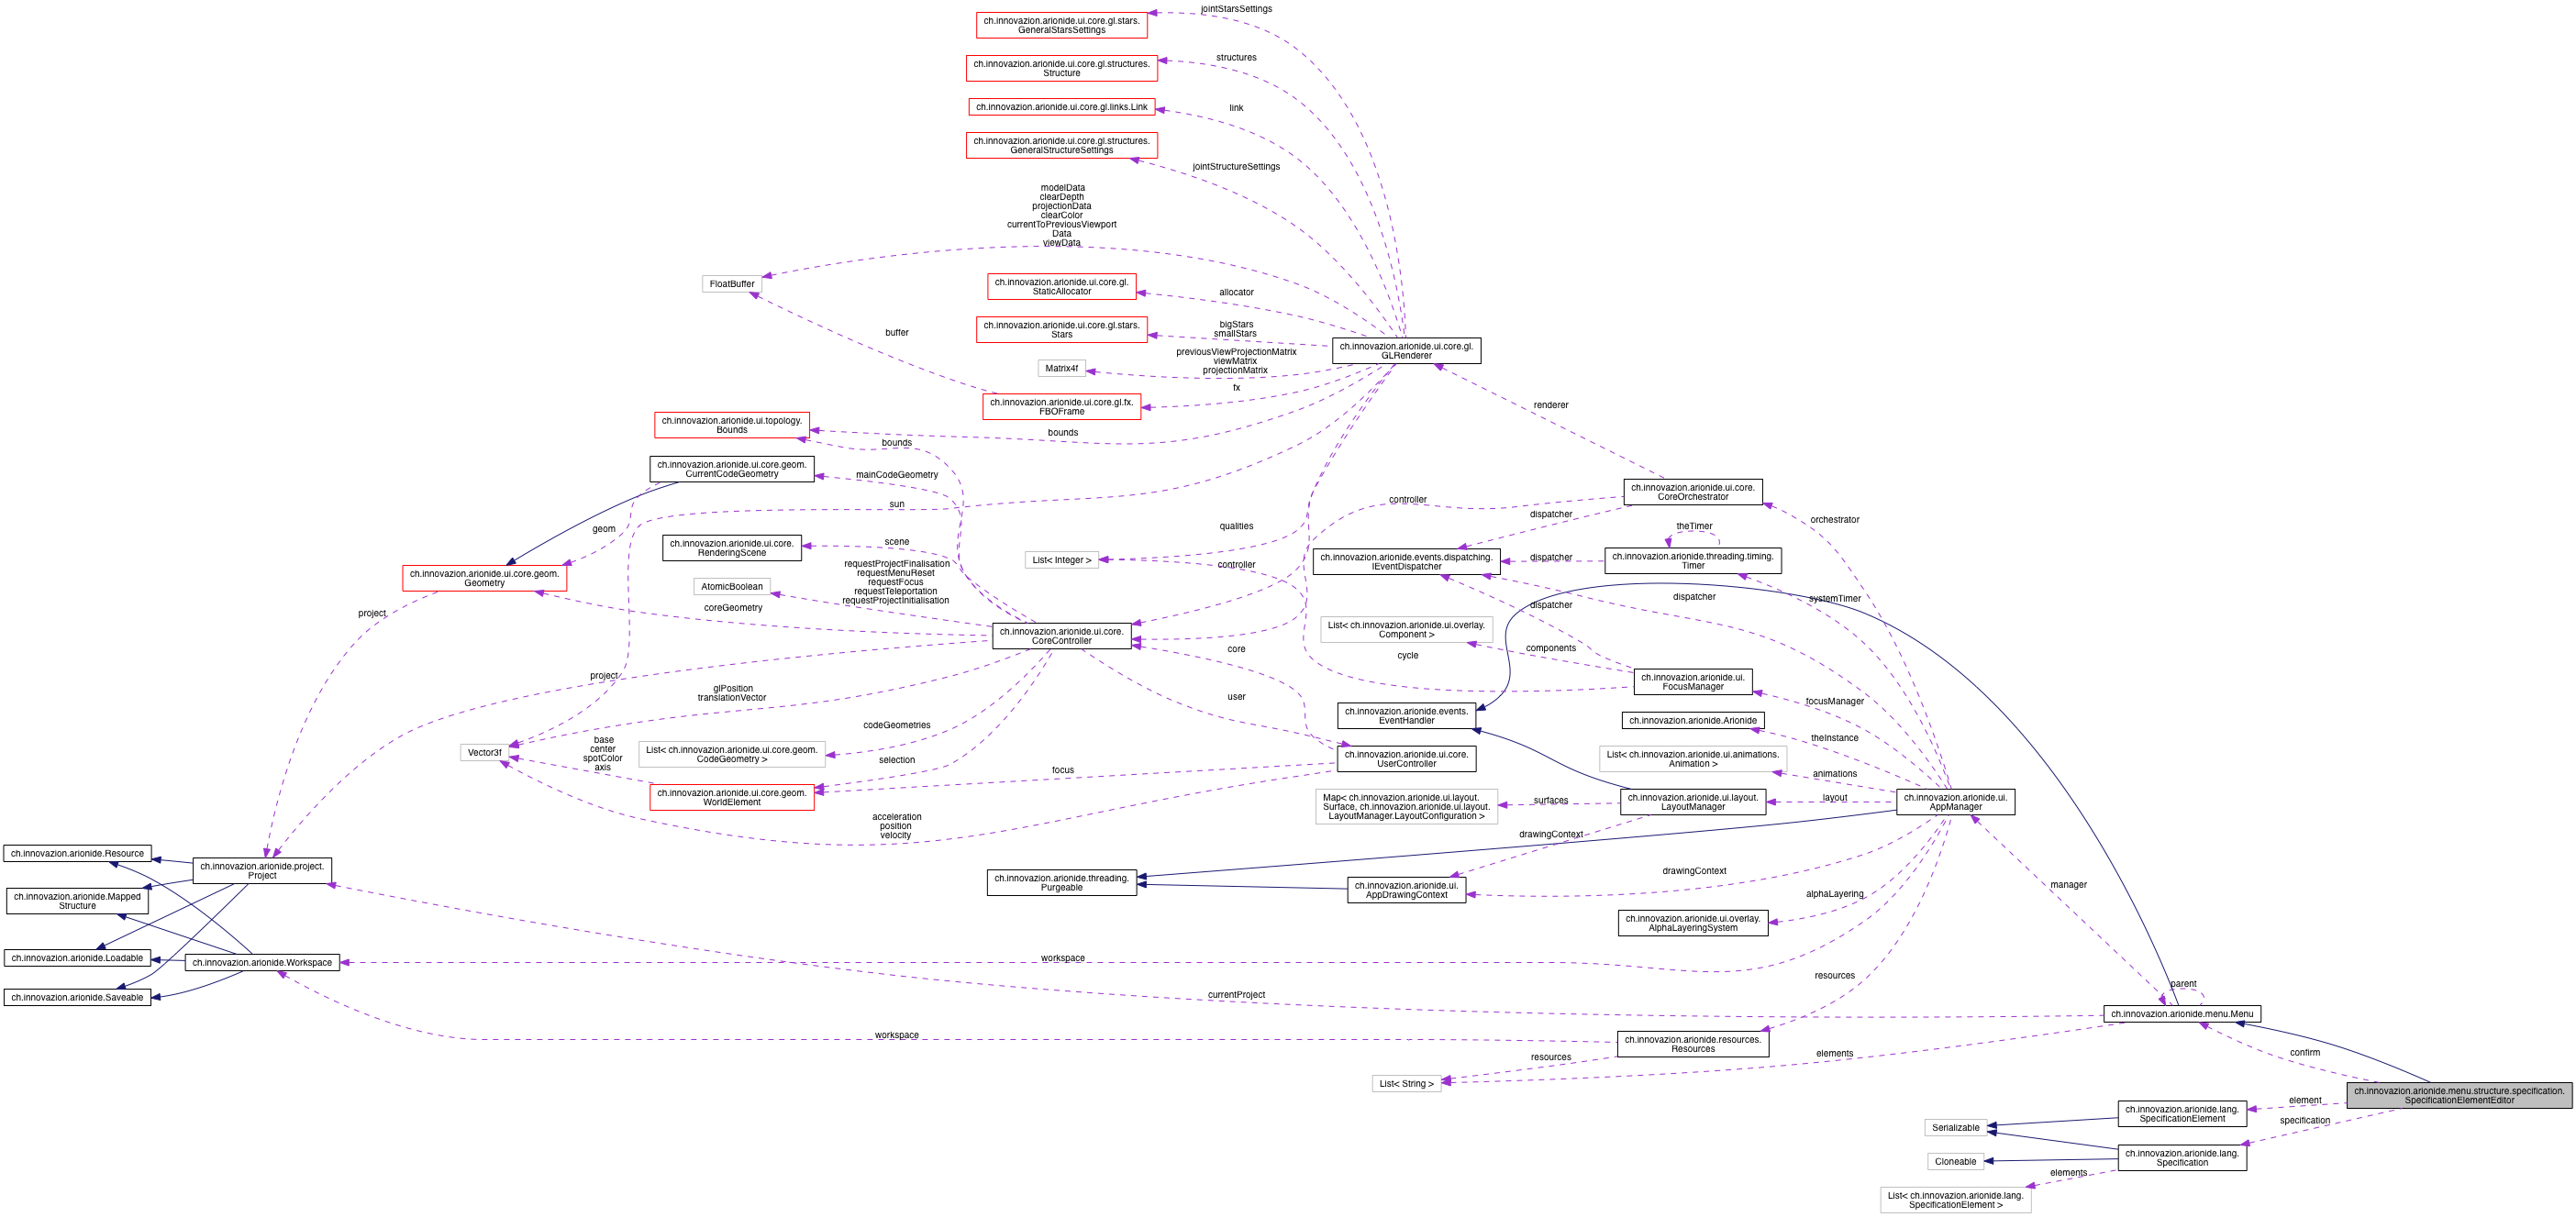 jointStarsSettings
ch.innovazion.arionide.ui.core.gl.stars.
GeneralStarsSettings
structures
ch.innovazion.arionide.ui.core.gl.structures.
Structure
link
ch.innovazion.arionide.ui.core.gl.links.Link
ch.innovazion.arionide.ui.core.gl.structures.
GeneralStructureSettings
jointStructureSettings
modelData
clearDepth
projectionData
clearColor
currentToPreviousViewport
Data
viewData
FloatBuffer
ch.innovazion.arionide.ui.core.gl.
StaticAllocator
allocator
buffer
ch.innovazion.arionide.ui.core.gl.stars.
Stars
bigStars
smallStars
ch.innovazion.arionide.ui.core.gl.
GLRenderer
Matrix4f
previousViewProjectionMatrix
viewMatrix
projectionMatrix
fx
ch.innovazion.arionide.ui.core.gl.fx.
FBOFrame
renderer
ch.innovazion.arionide.ui.topology.
Bounds
bounds
bounds
ch.innovazion.arionide.ui.core.geom.
CurrentCodeGeometry
mainCodeGeometry
sun
controller
ch.innovazion.arionide.ui.core.
CoreOrchestrator
dispatcher
orchestrator
geom
qualities
theTimer
ch.innovazion.arionide.ui.core.
RenderingScene
scene
List< Integer >
ch.innovazion.arionide.events.dispatching.
IEventDispatcher
dispatcher
ch.innovazion.arionide.threading.timing.
Timer
controller
ch.innovazion.arionide.ui.core.geom.
Geometry
AtomicBoolean
requestProjectFinalisation
requestMenuReset
requestFocus
requestTeleportation
requestProjectInitialisation
coreGeometry
project
dispatcher
dispatcher
systemTimer
ch.innovazion.arionide.ui.core.
CoreController
List< ch.innovazion.arionide.ui.overlay.
Component >
components
core
cycle
project
ch.innovazion.arionide.ui.
FocusManager
glPosition
translationVector
user
focusManager
ch.innovazion.arionide.events.
EventHandler
ch.innovazion.arionide.Arionide
theInstance
codeGeometries
Vector3f
base
center
spotColor
axis
List< ch.innovazion.arionide.ui.core.geom.
CodeGeometry >
selection
focus
ch.innovazion.arionide.ui.core.
UserController
List< ch.innovazion.arionide.ui.animations.
Animation >
animations
ch.innovazion.arionide.ui.core.geom.
WorldElement
Map< ch.innovazion.arionide.ui.layout.
Surface, ch.innovazion.arionide.ui.layout.
LayoutManager.LayoutConfiguration >
surfaces
ch.innovazion.arionide.ui.layout.
LayoutManager
layout
ch.innovazion.arionide.ui.
AppManager
acceleration
position
velocity
drawingContext
ch.innovazion.arionide.Resource
ch.innovazion.arionide.project.
Project
ch.innovazion.arionide.threading.
Purgeable
ch.innovazion.arionide.ui.
AppDrawingContext
drawingContext
manager
ch.innovazion.arionide.Mapped
Structure
alphaLayering
ch.innovazion.arionide.ui.overlay.
AlphaLayeringSystem
ch.innovazion.arionide.Loadable
ch.innovazion.arionide.Workspace
workspace
resources
ch.innovazion.arionide.Saveable
currentProject
parent
ch.innovazion.arionide.menu.Menu
workspace
ch.innovazion.arionide.resources.
Resources
resources
elements
confirm
List< String >
ch.innovazion.arionide.menu.structure.specification.
SpecificationElementEditor
element
ch.innovazion.arionide.lang.
SpecificationElement
specification
Serializable
ch.innovazion.arionide.lang.
Specification
Cloneable
elements
List< ch.innovazion.arionide.lang.
SpecificationElement >